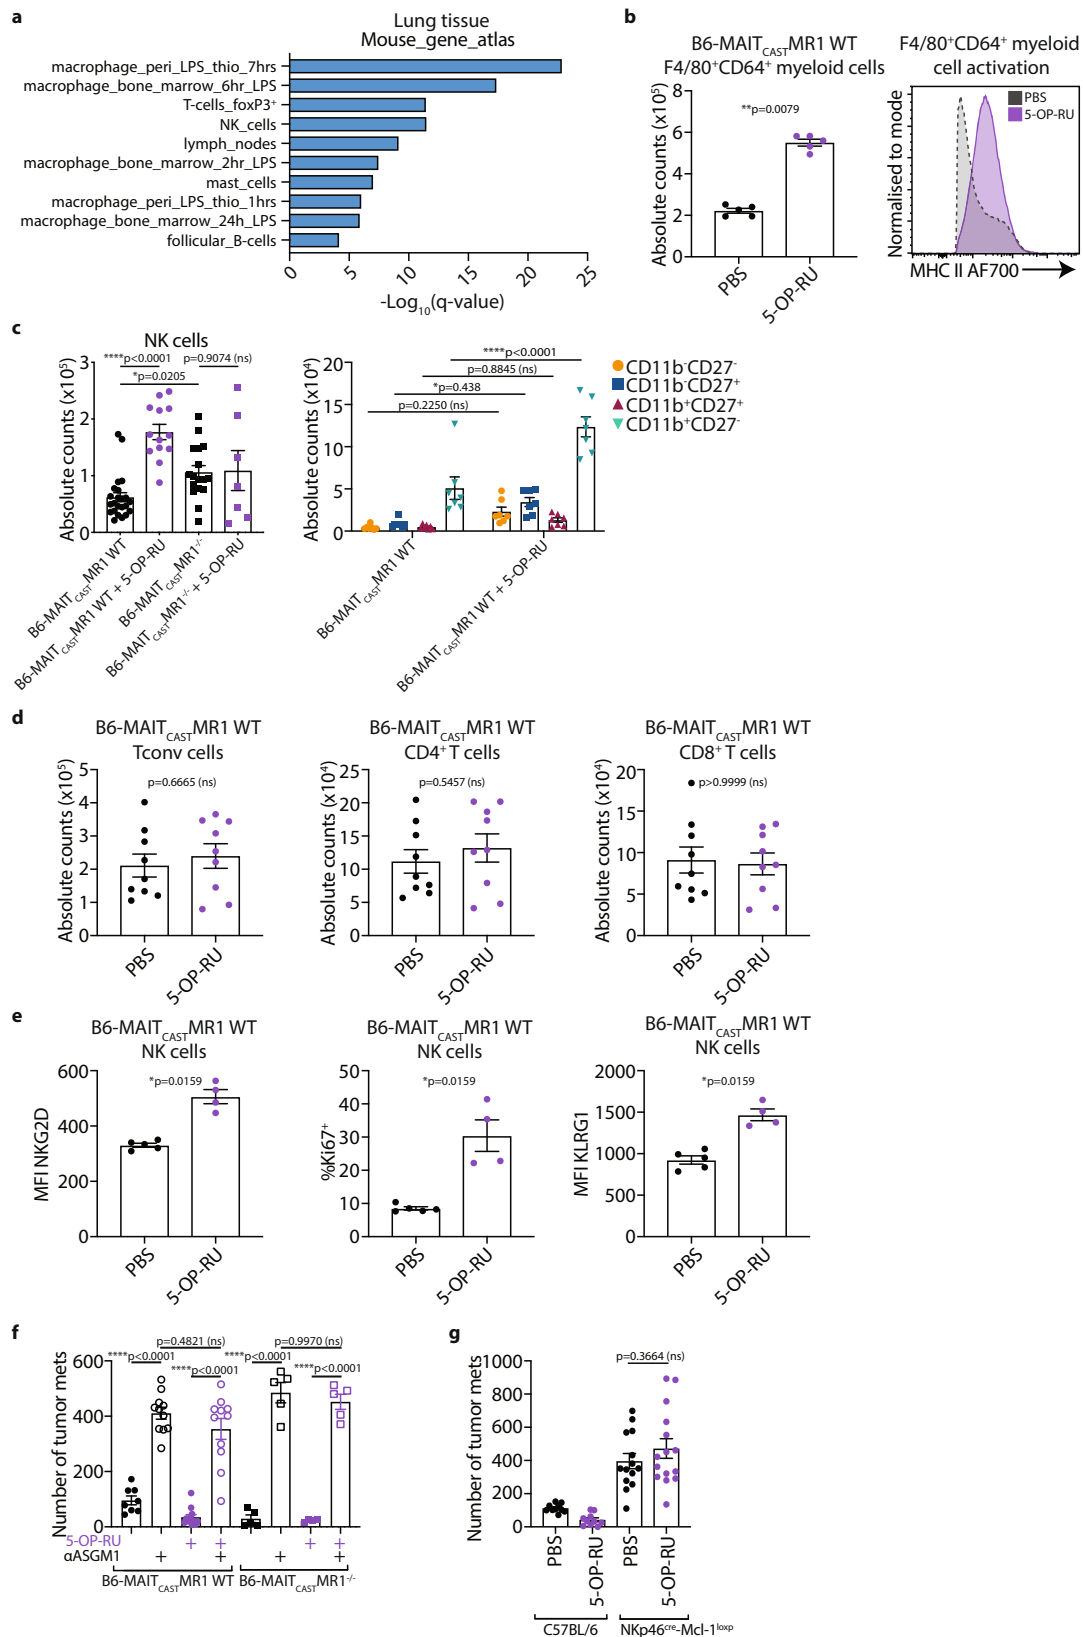 a
Lung tissue
Mouse_gene_atlas
macrophage_peri_LPS_thio_7hrs
macrophage_bone_marrow_6hr_LPS
T-cells_foxP3+
NK_cells
lymph_nodes
macrophage_bone_marrow_2hr_LPS
mast_cells
macrophage_peri_LPS_thio_1hrs
macrophage_bone_marrow_24h_LPS
follicular_B-cells
0 5 10 15 20 25
-Log10(q-value)
b
B6-MAITCASTMR1 WT
F4/80+CD64+ myeloid cells
Absolute counts (x10⁵)
8
6
4
2
0
**p=0.0079
PBS
5-OP-RU
F4/80+CD64+ myeloid
cell activation
PBS
5-OP-RU
Normalised to mode
MHC II AF700
c
NK cells
Absolute counts (x10⁵)
3
2
1
0
****p<0.0001
p=0.9074 (ns)
*p=0.0205
B6-MAITCASTMR1 WT
B6-MAITCASTMR1 WT + 5-OP-RU
B6-MAITCASTMR1-/-
B6-MAITCASTMR1-/- + 5-OP-RU
Absolute counts (x10⁴)
20
15
10
5
0
****p<0.0001
p=0.8845 (ns)
*p=0.438
p=0.2250 (ns)
B6-MAITCASTMR1 WT
B6-MAITCASTMR1 WT + 5-OP-RU
CD11b-CD27-
CD11b-CD27+
CD11b+CD27+
CD11b+CD27-
d
B6-MAITCASTMR1 WT
Tconv cells
Absolute counts (x10⁵)
5
4
3
2
1
0
p=0.6665 (ns)
PBS
5-OP-RU
B6-MAITCASTMR1 WT
CD4+ T cells
Absolute counts (x10⁴)
25
20
15
10
5
0
p=0.5457 (ns)
PBS
5-OP-RU
B6-MAITCASTMR1 WT
CD8+ T cells
Absolute counts (x10⁴)
20
15
10
5
0
p>0.9999 (ns)
PBS
5-OP-RU
e
B6-MAITCASTMR1 WT
NK cells
MFI NKG2D
600
400
200
0
*p=0.0159
PBS
5-OP-RU
B6-MAITCASTMR1 WT
NK cells
%Ki67+
50
40
30
20
10
0
*p=0.0159
PBS
5-OP-RU
B6-MAITCASTMR1 WT
NK cells
MFI KLRG1
2000
1500
1000
500
0
*p=0.0159
PBS
5-OP-RU
f
Number of tumor mets
600
400
200
0
p=0.4821 (ns)
p=0.9970 (ns)
****p<0.0001
****p<0.0001
****p<0.0001
****p<0.0001
5-OP-RU + + + +
αASGM1 + + + +
B6-MAITCASTMR1 WT
B6-MAITCASTMR1-/-
g
Number of tumor mets
1000
800
600
400
200
0
p=0.3664 (ns)
PBS
5-OP-RU
PBS
5-OP-RU
C57BL/6
NKp46cre-Mcl-1loxp